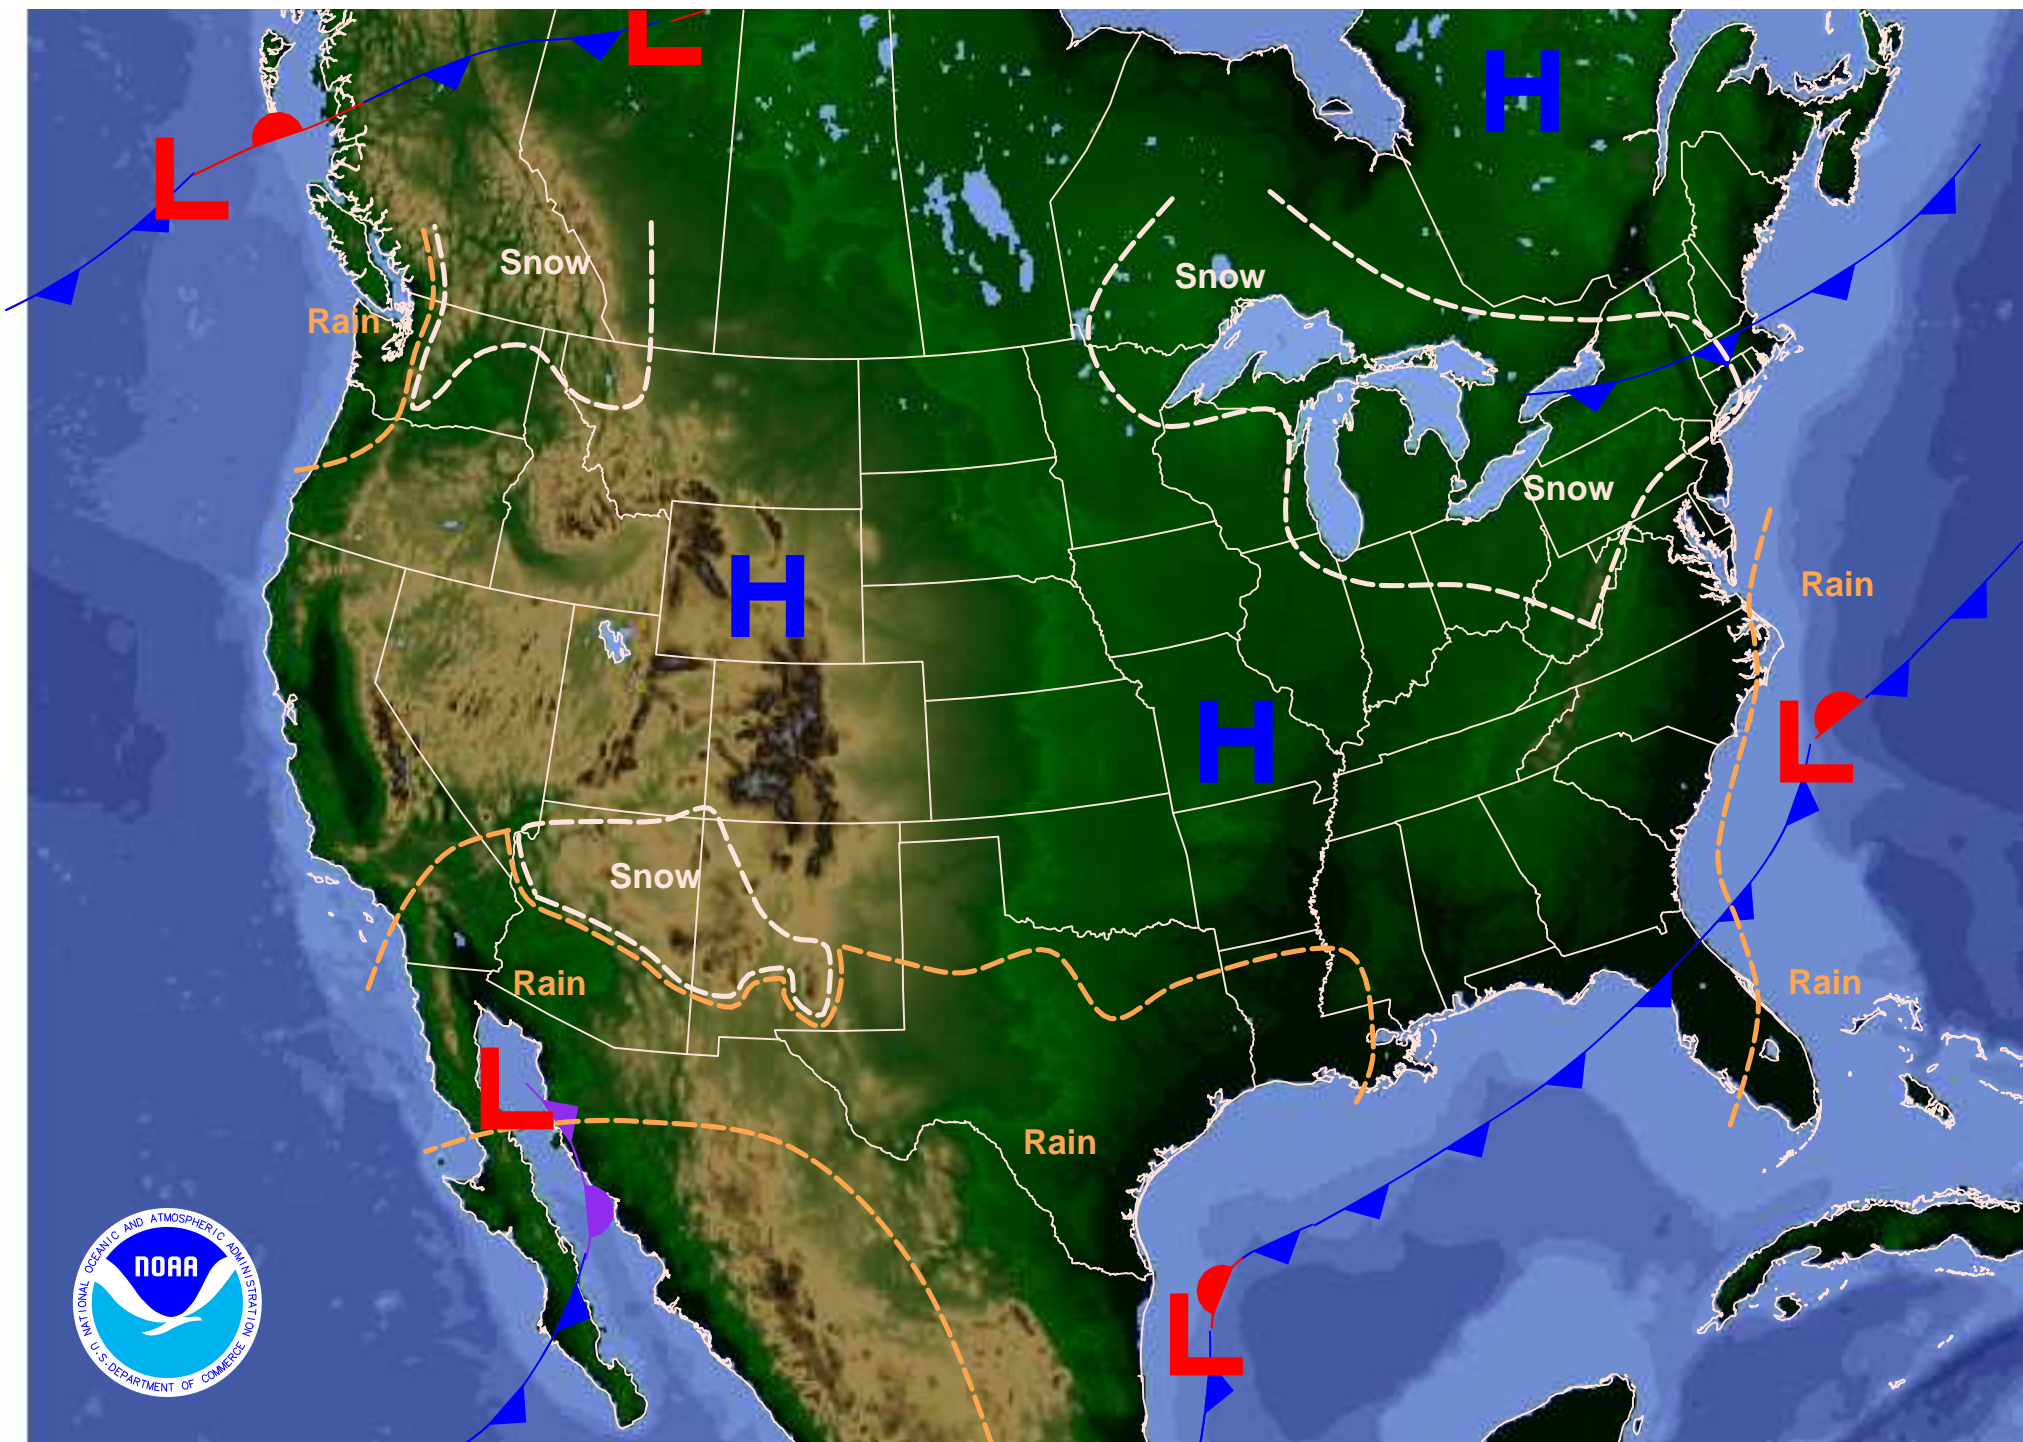 L
H
L
Snow
Snow
Rain
Snow
H
Rain
H
L
Snow
Rain
Rain
L
Rain
L
NATIONAL OCEANIC AND ATMOSPHERIC ADMINISTRATION
NOAA
U.S. DEPARTMENT OF COMMERCE